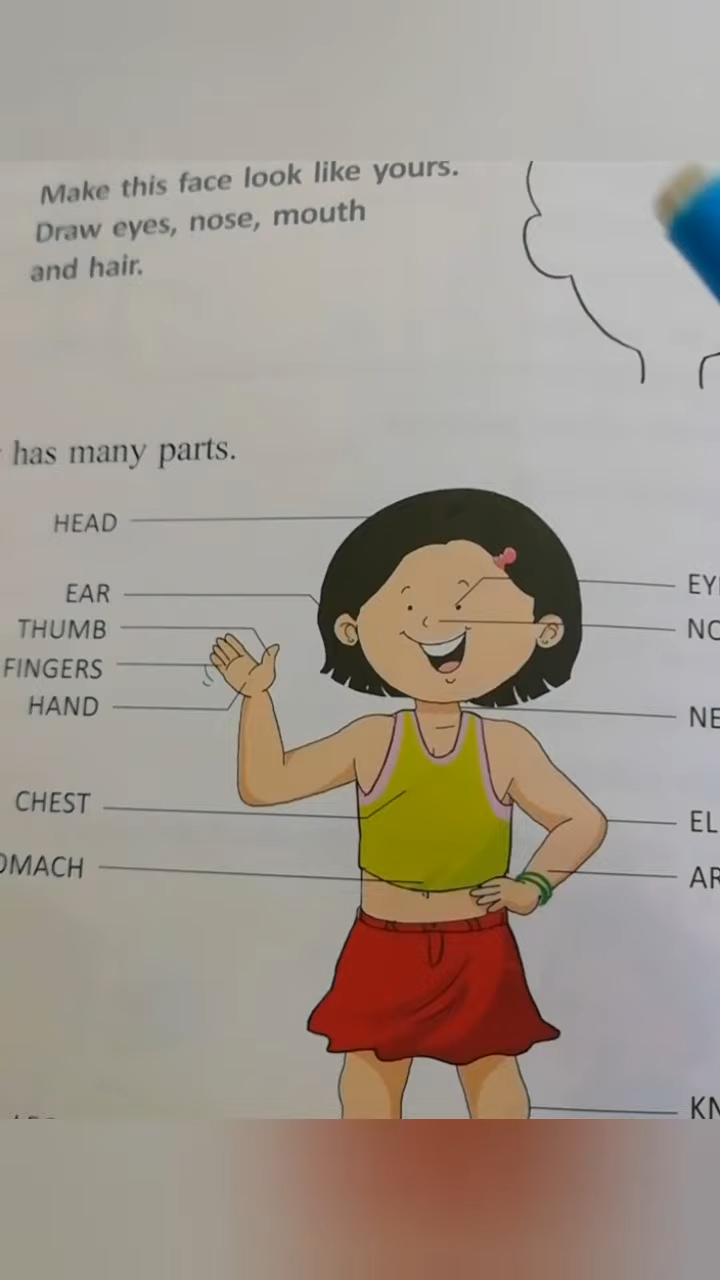 Make this face look like yours.
Draw eyes, nose, mouth
and hair.
has many parts.
HEAD
EAR
THUMB
FINGERS
HAND
CHEST
OMACH
EY
NO
NE
EL
AR
KN